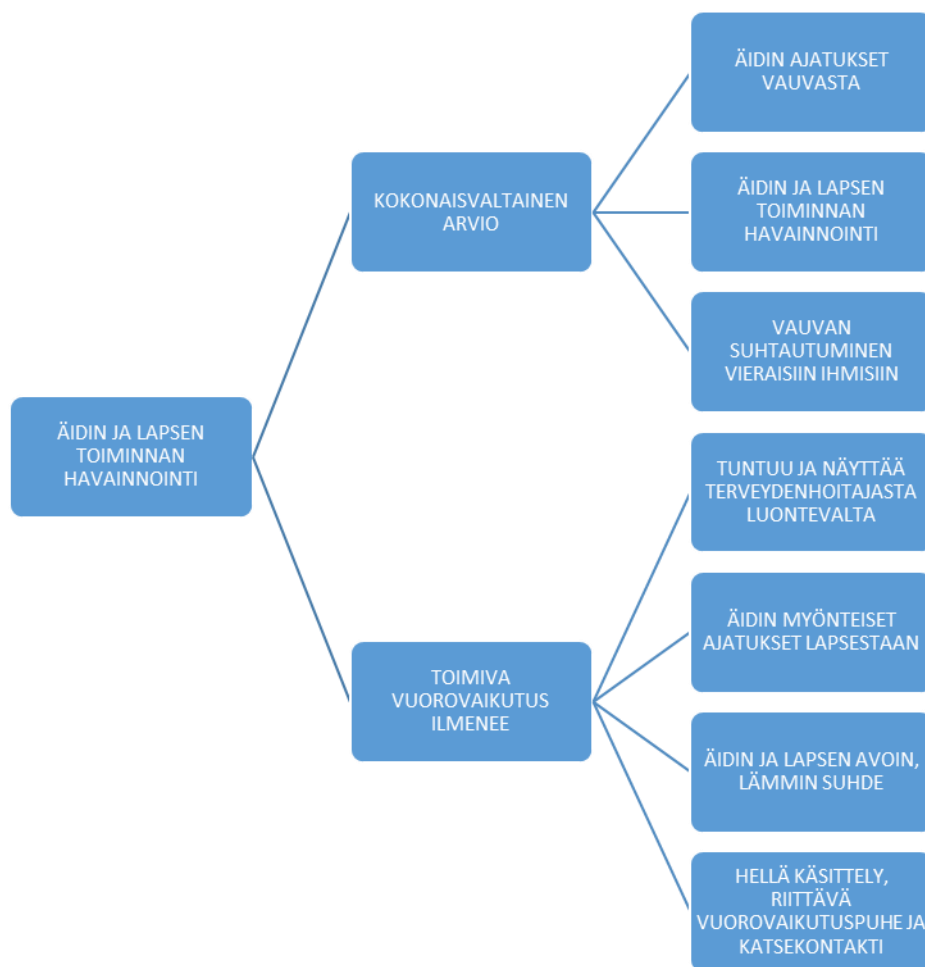 ÄIDIN JA LAPSEN
TOIMINNAN
HAVAINNOINTI
KOKONAISVALTAINEN
ARVIO
ÄIDIN AJATUKSET
VAUVASTA
ÄIDIN JA LAPSEN
TOIMINNAN
HAVAINNOINTI
VAUVAN
SUHTAUTUMINEN
VIERAISIIN IHMISIIN
TOIMIVA
VUOROVAIKUTUS
ILMENEE
TUNTUU JA NÄYTTÄÄ
TERVEYDENHOITAJASTA
LUONTEVALTA
ÄIDIN MYÖNTEISET
AJATUKSET LAPSESTAAN
ÄIDIN JA LAPSEN AVOIN,
LÄMMIN SUHDE
HELLÄ KÄSITTELY,
RIITTÄVÄ
VUOROVAIKUTUSPUHE JA
KATSEKONTAKTI